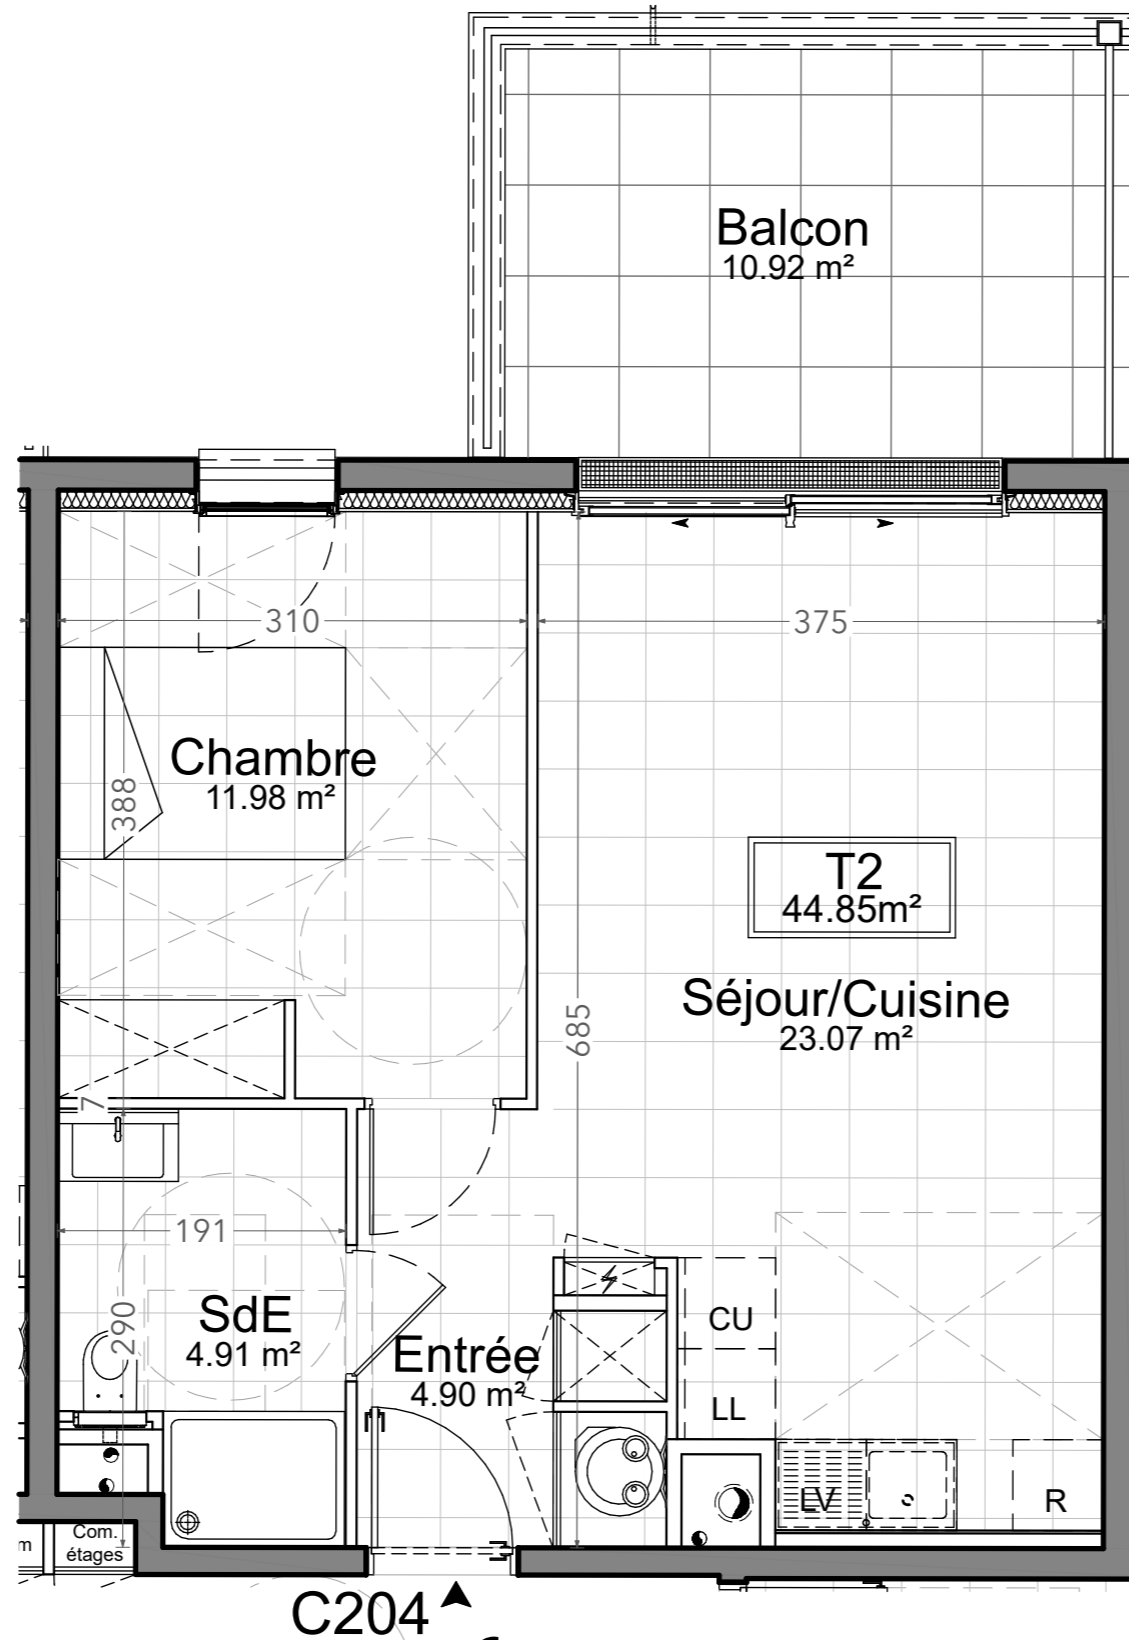 Balcon
10.92 m²
310
375
Chambre
11.98 m²
388
T2
44.85m²
Séjour/Cuisine
23.07 m²
685
7
191
SdE
4.91 m²
290
Entrée
4.90 m²
CU
LL
LV
R
m
Com.
étages
C204